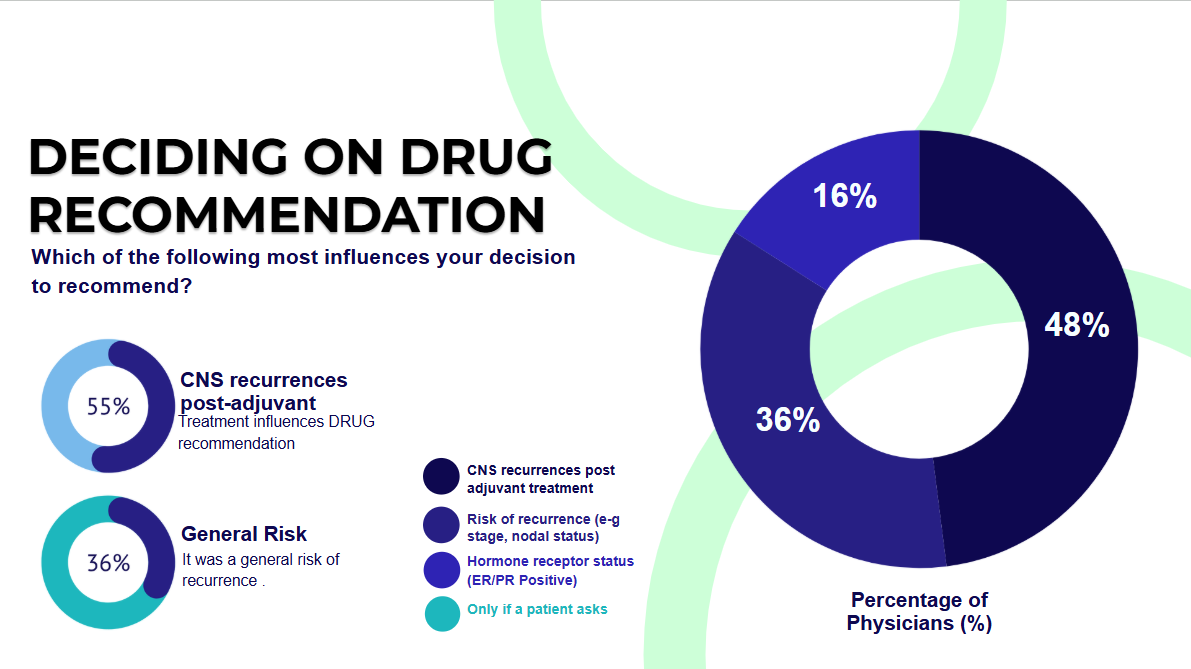 DECIDING ON DRUG
RECOMMENDATION
Which of the following most influences your decision
to recommend?
55%
CNS recurrences
post-adjuvant
Treatment influences DRUG
recommendation
36%
General Risk
It was a general risk of
recurrence .
CNS recurrences post
adjuvant treatment
Risk of recurrence (e-g
stage, nodal status)
Hormone receptor status
(ER/PR Positive)
Only if a patient asks
16%
48%
36%
Percentage of
Physicians (%)